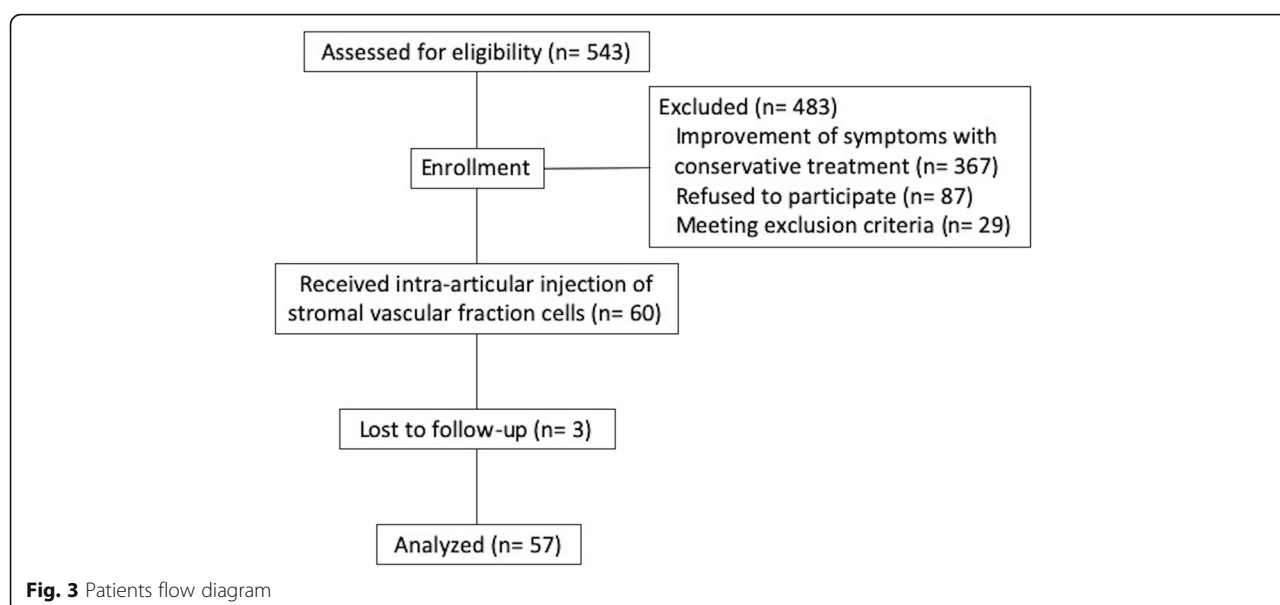 Assessed for eligibility (n= 543)
Excluded (n= 483)
Improvement of symptoms with
conservative treatment (n= 367)
Refused to participate (n= 87)
Meeting exclusion criteria (n= 29)
Enrollment
Received intra-articular injection of
stromal vascular fraction cells (n= 60)
Lost to follow-up (n= 3)
Analyzed (n= 57)
Fig. 3 Patients flow diagram